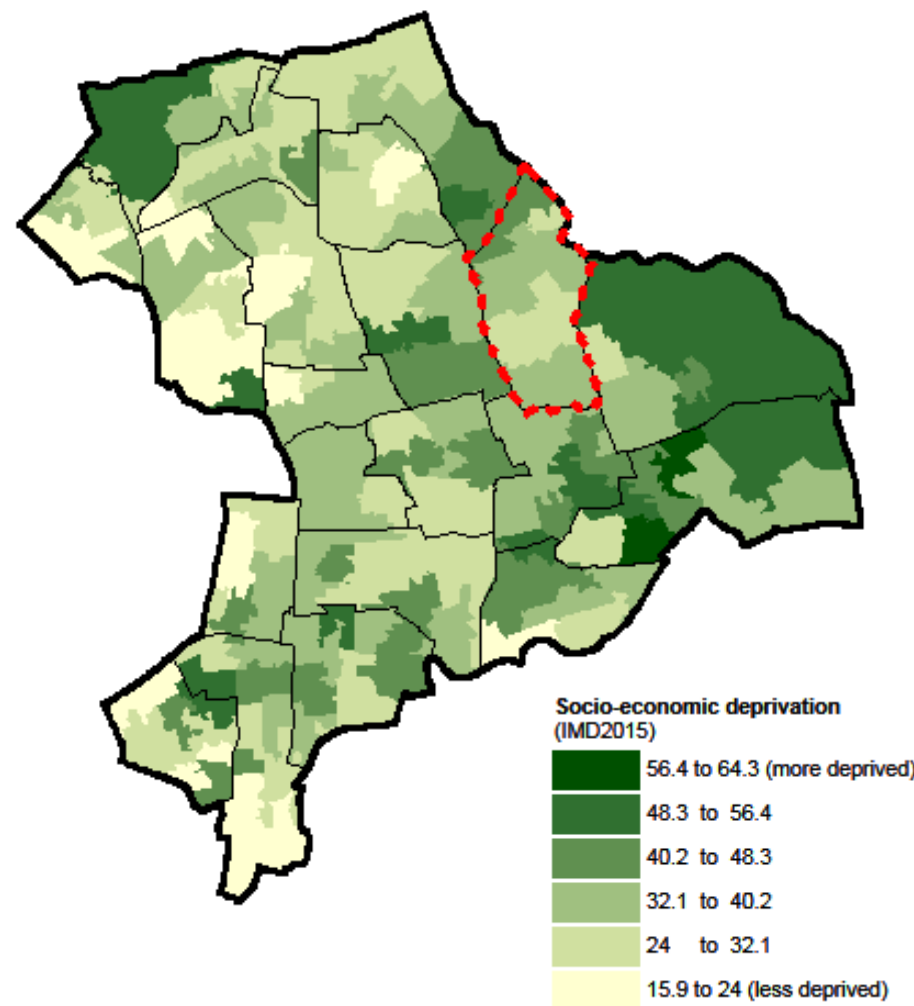 Socio-economic deprivation
(IMD2015)
56.4 to 64.3 (more deprived)
48.3 to 56.4
40.2 to 48.3
32.1 to 40.2
24 to 32.1
15.9 to 24 (less deprived)